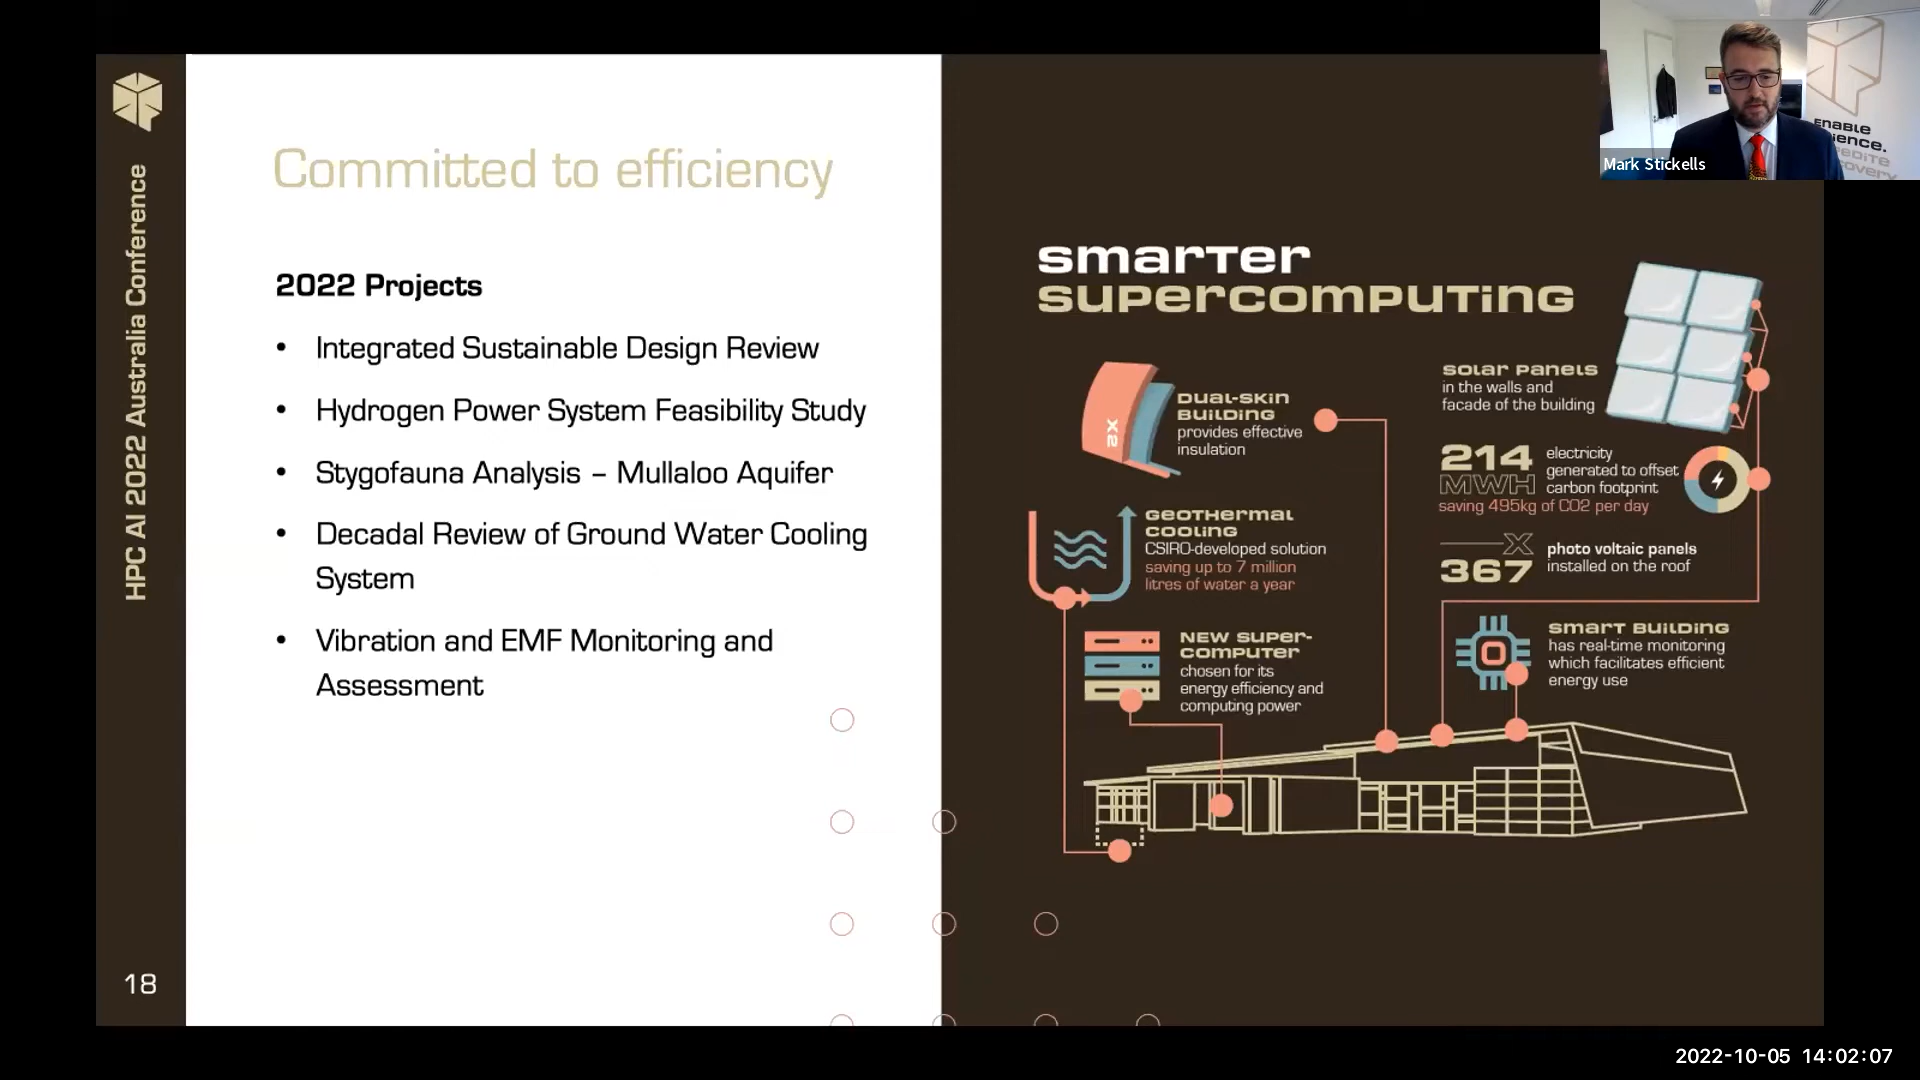 HPC AI 2022 Australia Conference
18
Committed to efficiency
2022 Projects
• Integrated Sustainable Design Review
• Hydrogen Power System Feasibility Study
• Stygofauna Analysis – Mullaloo Aquifer
• Decadal Review of Ground Water Cooling
System
• Vibration and EMF Monitoring and
Assessment
smarter
supercomputing
X2
Dual-skin
building
provides effective
insulation
Geothermal
cooling
CSIRO-developed solution
saving up to 7 million
litres of water a year
New super-
computer
chosen for its
energy efficiency and
computing power
Solar panels
in the walls and
facade of the building
214
MWH
electricity
generated to offset
carbon footprint
saving 495kg of CO2 per day
X
367
photo voltaic panels
installed on the roof
Smart building
has real-time monitoring
which facilitates efficient
energy use
Mark Stickells
Enable
2022-10-05 14:02:07